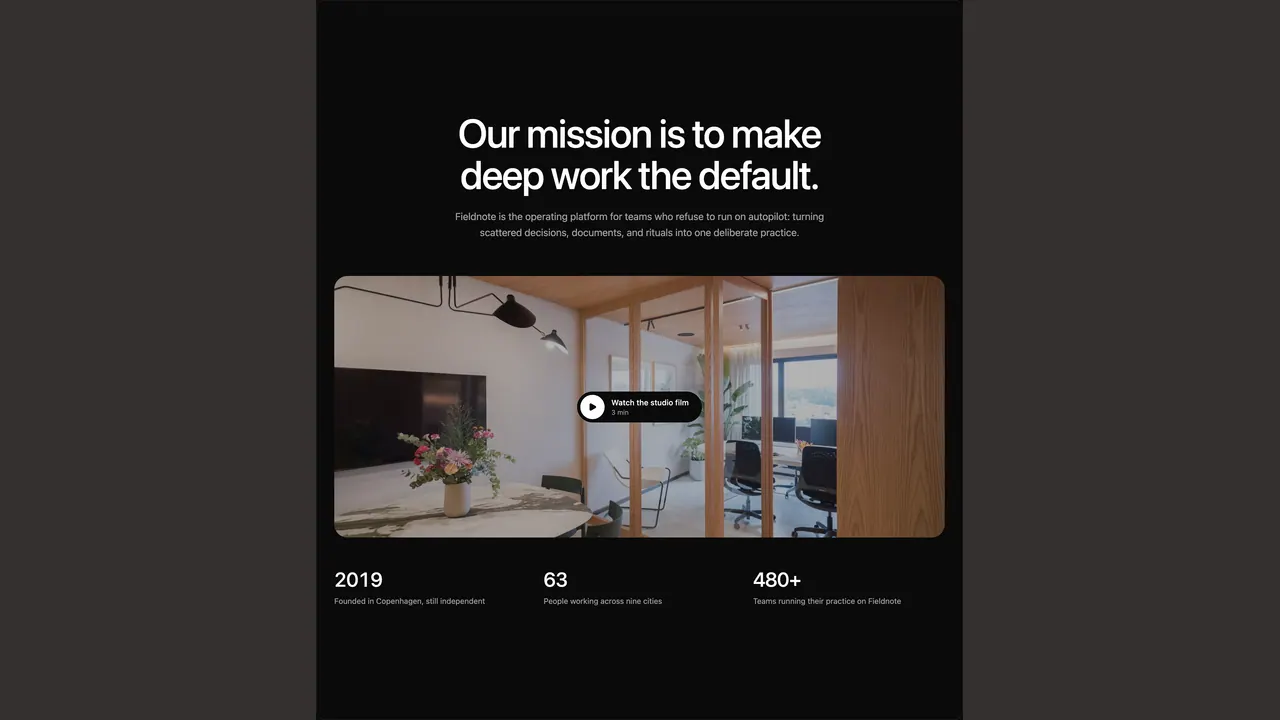 Our mission is to make
deep work the default.
Fieldnote is the operating platform for teams who refuse to run on autopilot: turning
scattered decisions, documents, and rituals into one deliberate practice.
Watch the studio film
3 min
2019
Founded in Copenhagen, still independent
63
People working across nine cities
480+
Teams running their practice on Fieldnote